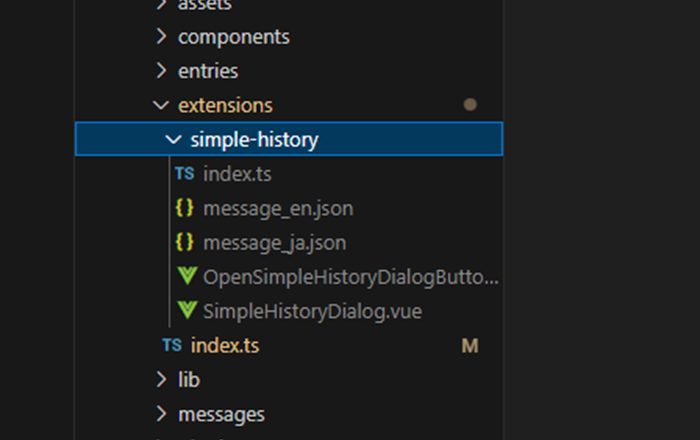 assets
components
entries
extensions
simple-history
TS index.ts
{} message_en.json
{} message_ja.json
OpenSimpleHistoryDialogButto...
SimpleHistoryDialog.vue
TS index.ts M
lib
messages